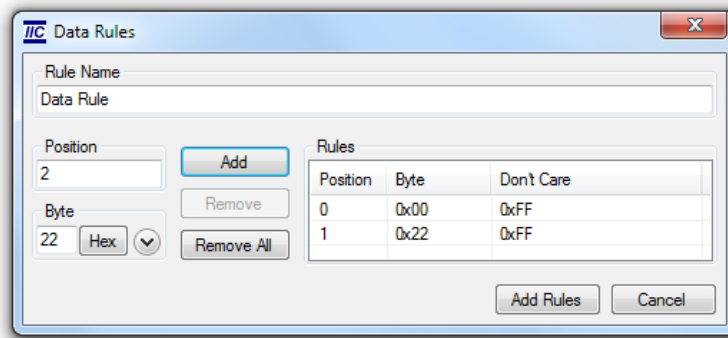 IIC Data Rules
Rule Name
Data Rule
Position
2
Add
Byte
22 Hex
Remove
Remove All
Rules
Position Byte Don't Care
0 0x00 0xFF
1 0x22 0xFF
Add Rules Cancel